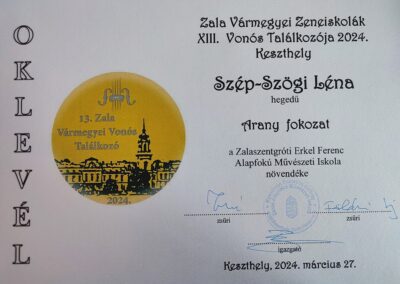 OKLEVÉL
13. Zala
Vármegyei Vonós
Találkozó
2024.
Zala Vármegyei Zeneiskolák
XIII. Vonós Találkozója 2024.
Keszthely
Szép-Szögi Léna
hegedű
Arany fokozat
a Zalaszentgróti Erkel Ferenc
Alapfokú Művészeti Iskola
növendéke
zsűri
zsűri
igazgató
Keszthely, 2024. március 27.